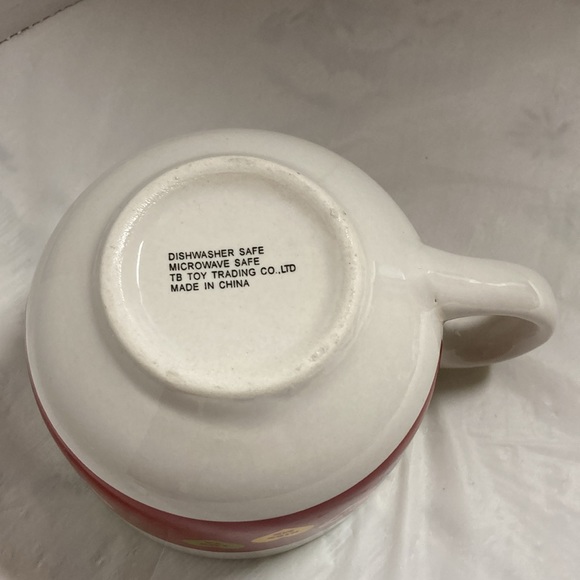 DISHWASHER SAFE
MICROWAVE SAFE
TB TOY TRADING CO.,LTD
MADE IN CHINA